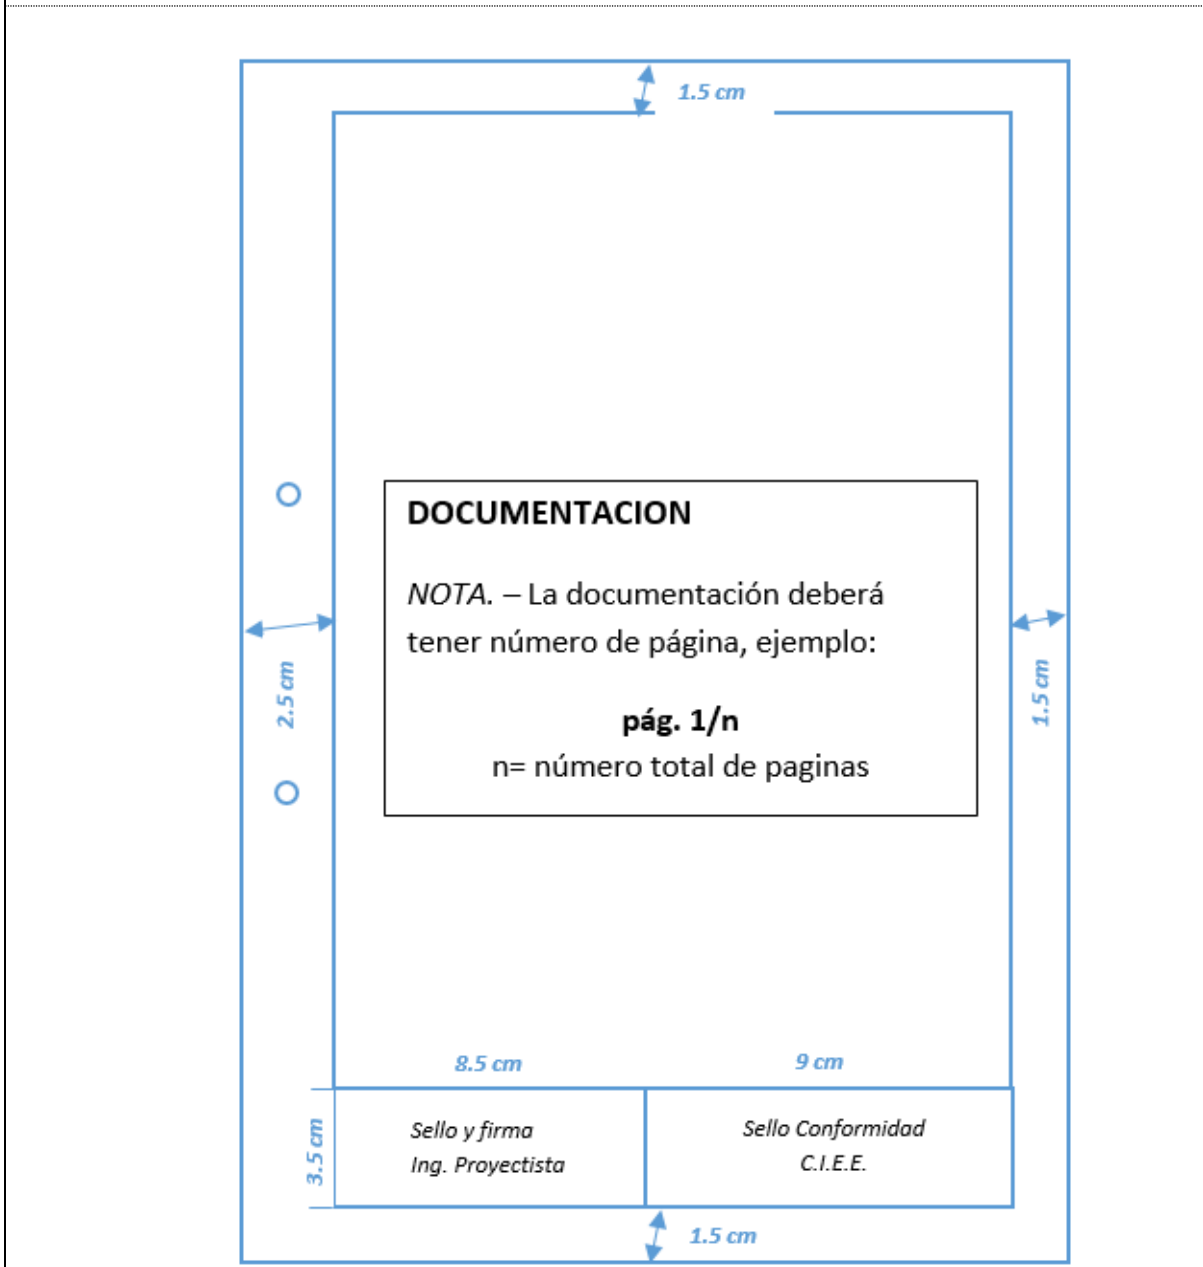 1.5 cm
DOCUMENTACION
NOTA. – La documentación deberá
tener número de página, ejemplo:
pág. 1/n
n= número total de paginas
2.5 cm
1.5 cm
8.5 cm
9 cm
3.5 cm
Sello y firma
Ing. Proyectista
Sello Conformidad
C.I.E.E.
1.5 cm